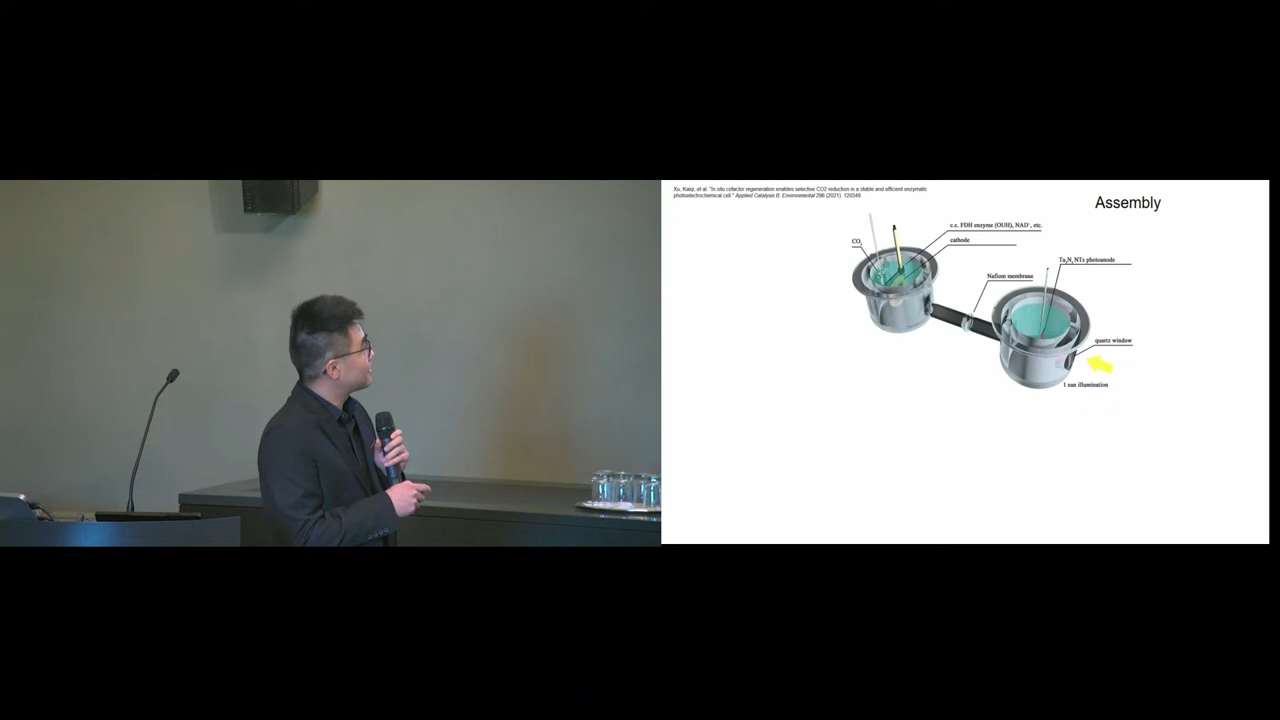 Xu, Kaiqi, et al. "In situ cofactor regeneration enables selective CO2 reduction in a stable and efficient enzymatic
photoelectrochemical cell." Applied Catalysis B: Environmental 296 (2021): 120349.
Assembly
c.c. FDH enzyme (OUH), NAD⁺, etc.
CO₂
cathode
Ta₃N₅ NTs photoanode
Nafiom membrane
quartz window
1 sun illumination